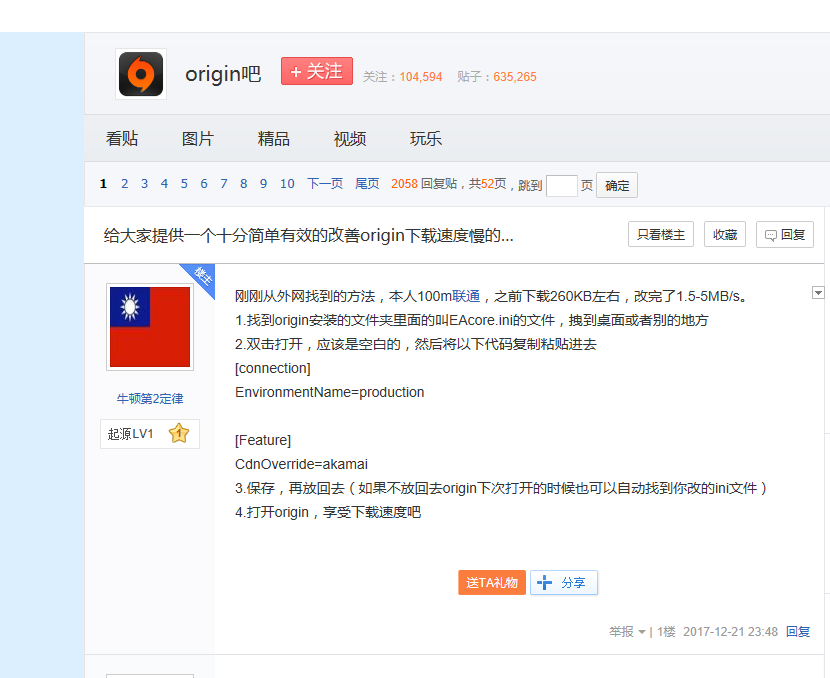 origin吧
+ 关注
关注：104,594 贴子：635,265
看贴 图片 精品 视频 玩乐
1 2 3 4 5 6 7 8 9 10 下一页 尾页 2058回复贴，共52页，跳到 页 确定
给大家提供一个十分简单有效的改善origin下载速度慢的...
只看楼主 收藏 回复
楼主
牛顿第2定律
起源LV1 1
刚刚从外网找到的方法，本人100m联通，之前下载260KB左右，改完了1.5-5MB/s。
1.找到origin安装的文件夹里面的叫EAcore.ini的文件，拽到桌面或者别的地方
2.双击打开，应该是空白的，然后将以下代码复制粘贴进去
[connection]
EnvironmentName=production
[Feature]
CdnOverride=akamai
3.保存，再放回去（如果不放回去origin下次打开的时候也可以自动找到你改的ini文件）
4.打开origin，享受下载速度吧
送TA礼物 分享
举报 | 1楼 2017-12-21 23:48 回复